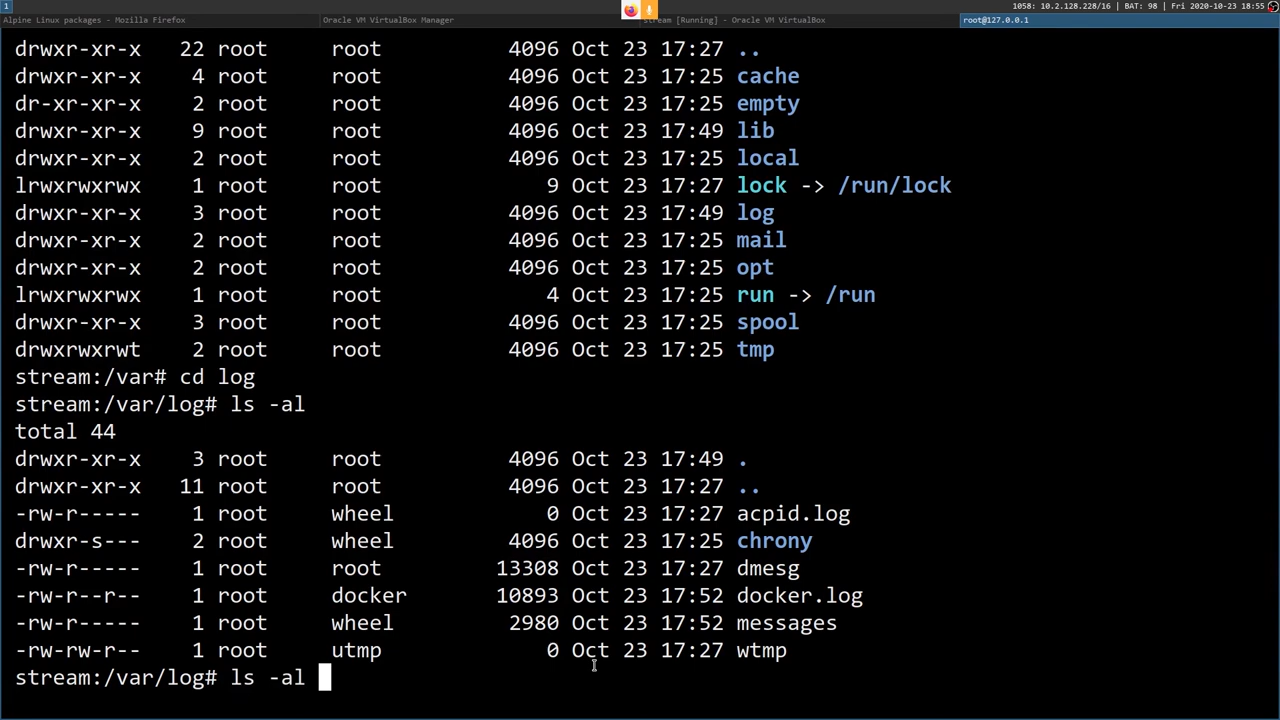 1
1058: 10.2.128.228/16 | BAT: 98 | Fri 2020-10-23 18:55
Alpine Linux packages - Mozilla Firefox
Oracle VM VirtualBox Manager
stream [Running] - Oracle VM VirtualBox
root@127.0.0.1
drwxr-xr-x   22 root     root          4096 Oct 23 17:27 ..
drwxr-xr-x    4 root     root          4096 Oct 23 17:25 cache
dr-xr-xr-x    2 root     root          4096 Oct 23 17:25 empty
drwxr-xr-x    9 root     root          4096 Oct 23 17:49 lib
drwxr-xr-x    2 root     root          4096 Oct 23 17:25 local
lrwxrwxrwx    1 root     root             9 Oct 23 17:27 lock -> /run/lock
drwxr-xr-x    3 root     root          4096 Oct 23 17:49 log
drwxr-xr-x    2 root     root          4096 Oct 23 17:25 mail
drwxr-xr-x    2 root     root          4096 Oct 23 17:25 opt
lrwxrwxrwx    1 root     root             4 Oct 23 17:25 run -> /run
drwxr-xr-x    3 root     root          4096 Oct 23 17:25 spool
drwxrwxrwt    2 root     root          4096 Oct 23 17:25 tmp
stream:/var# cd log
stream:/var/log# ls -al
total 44
drwxr-xr-x    3 root     root          4096 Oct 23 17:49 .
drwxr-xr-x   11 root     root          4096 Oct 23 17:27 ..
-rw-r-----    1 root     wheel            0 Oct 23 17:27 acpid.log
drwxr-s---    2 root     wheel         4096 Oct 23 17:25 chrony
-rw-r-----    1 root     root         13308 Oct 23 17:27 dmesg
-rw-r--r--    1 root     docker       10893 Oct 23 17:52 docker.log
-rw-r-----    1 root     wheel         2980 Oct 23 17:52 messages
-rw-rw-r--    1 root     utmp             0 Oct 23 17:27 wtmp
stream:/var/log# ls -al